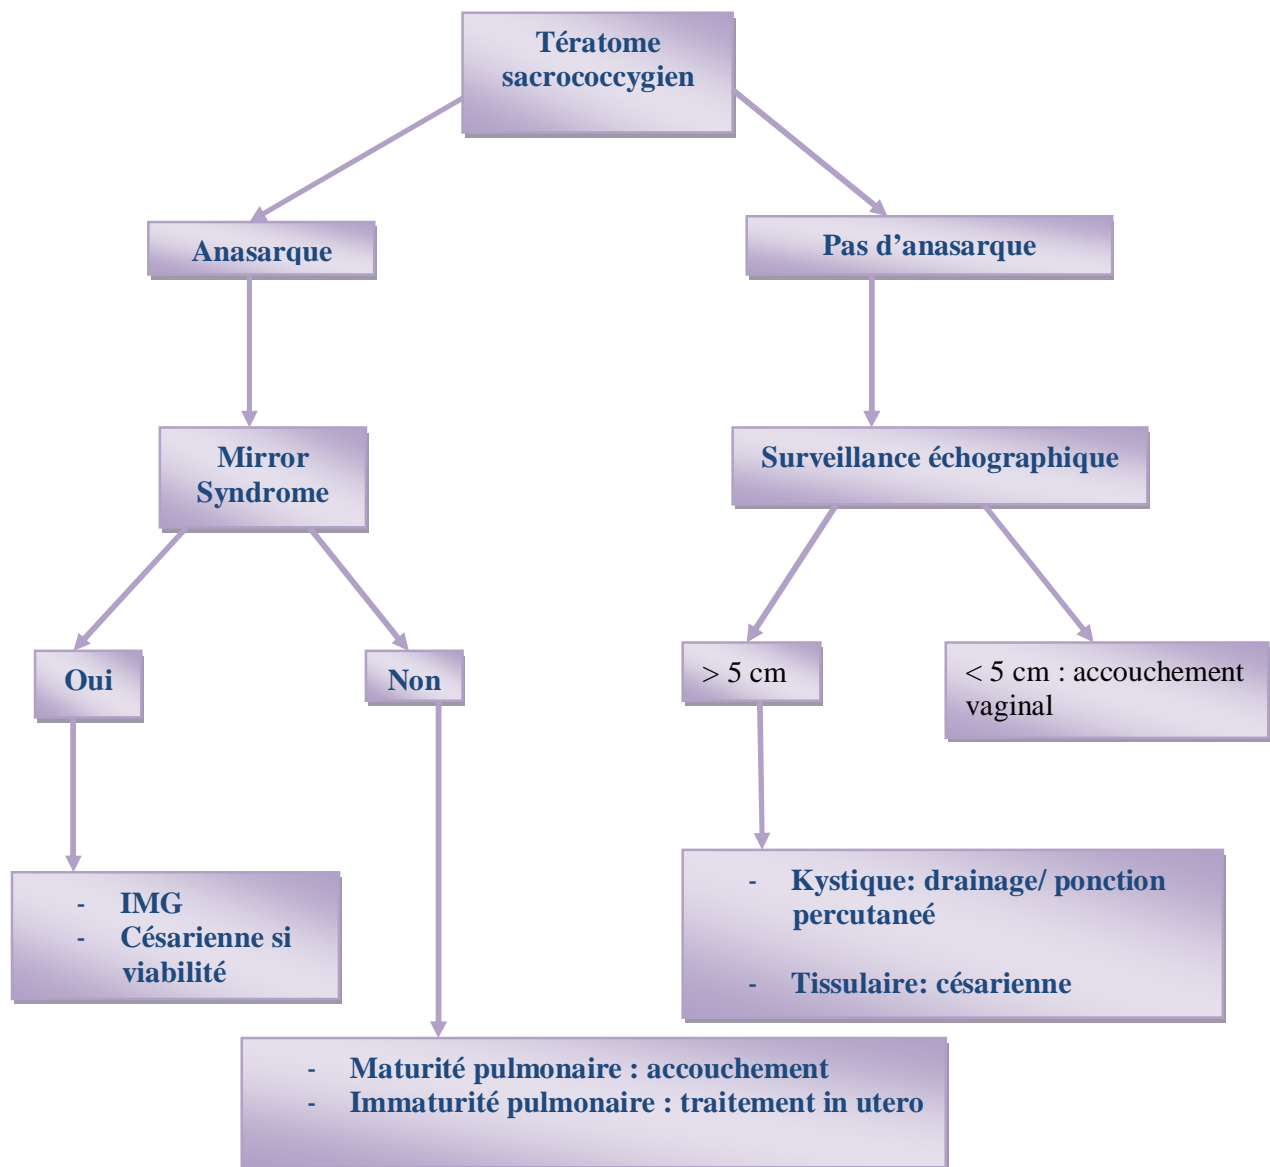 Tératome
sacrococcygien
Anasarque
Pas d’anasarque
Mirror
Syndrome
Surveillance échographique
Oui
Non
> 5 cm
< 5 cm : accouchement
vaginal
- IMG
- Césarienne si
viabilité
- Kystique: drainage/ ponction
percutaneé
- Tissulaire: césarienne
- Maturité pulmonaire : accouchement
- Immaturité pulmonaire : traitement in utero